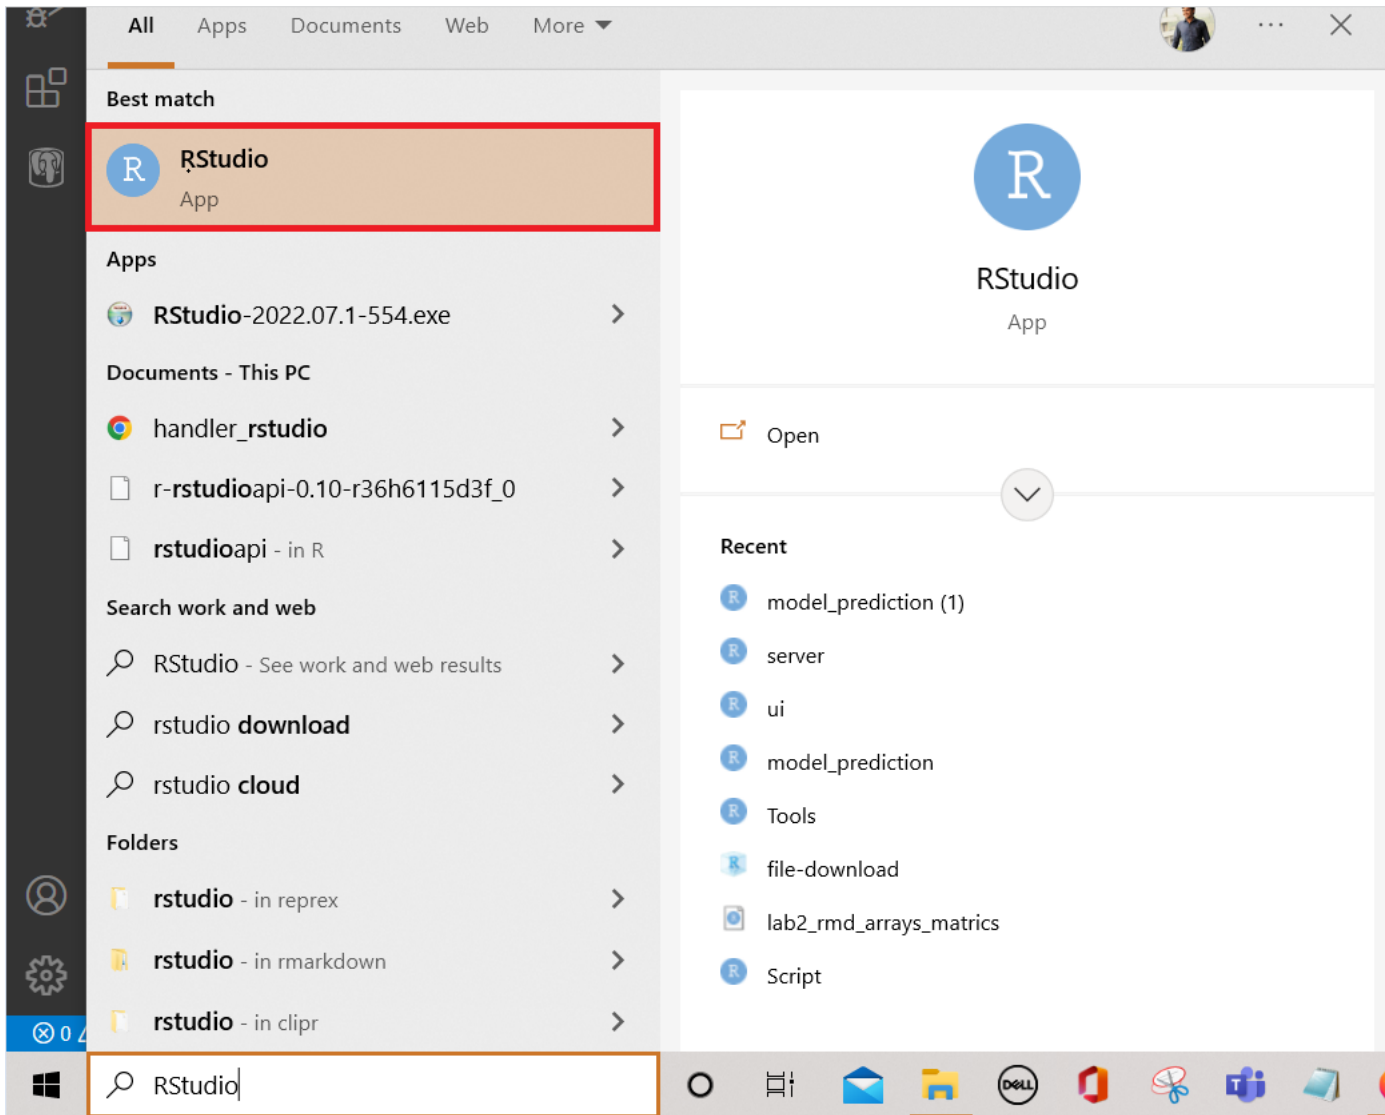 All Apps Documents Web More
Best match
R RStudio
App
Apps
RStudio-2022.07.1-554.exe
Documents - This PC
handler_rstudio
r-rstudioapi-0.10-r36h6115d3f_0
rstudioapi - in R
Search work and web
RStudio - See work and web results
rstudio download
rstudio cloud
Folders
rstudio - in reprex
rstudio - in rmarkdown
rstudio - in clipr
0
RStudio
R
RStudio
App
Open
Recent
R model_prediction (1)
R server
R ui
R model_prediction
R Tools
R file-download
lab2_rmd_arrays_matrics
R Script
DELL